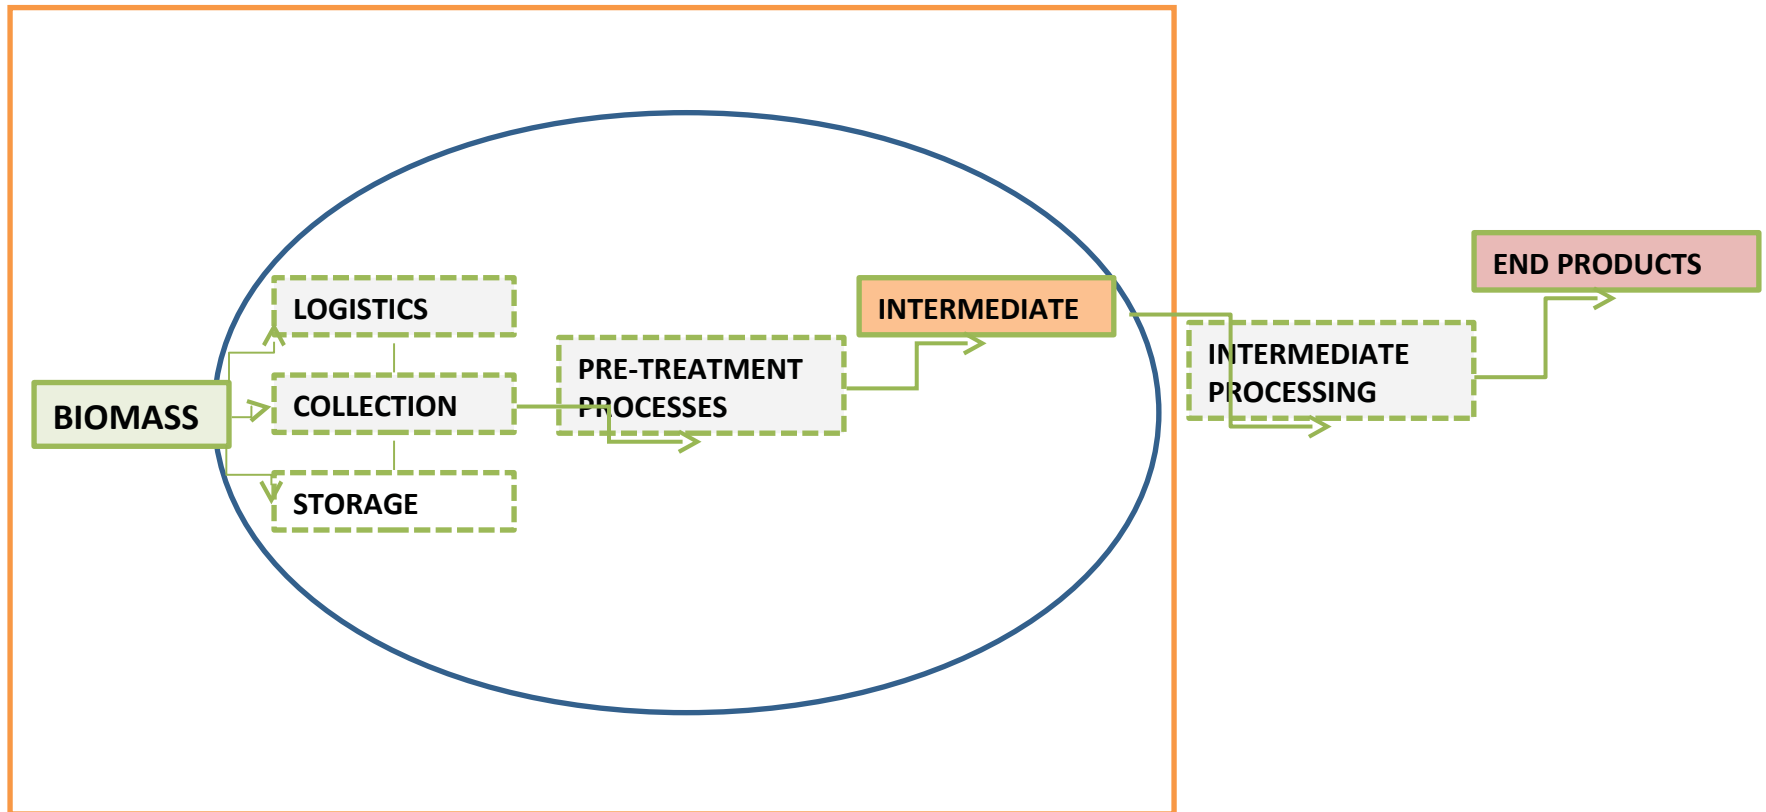 BIOMASS
LOGISTICS
COLLECTION
STORAGE
PRE-TREATMENT
PROCESSES
INTERMEDIATE
INTERMEDIATE
PROCESSING
END PRODUCTS